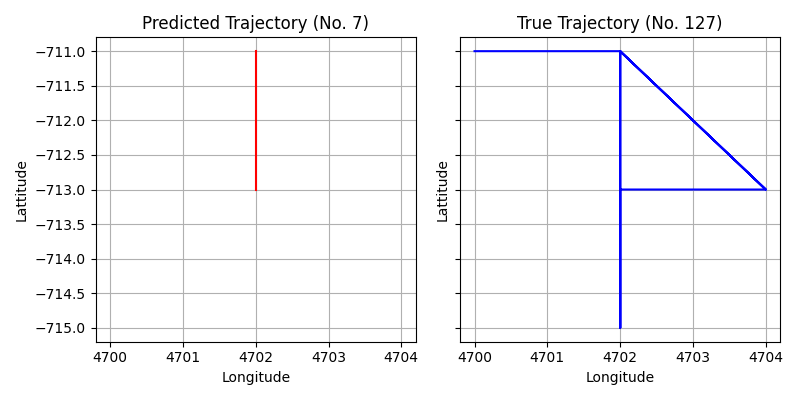 Predicted Trajectory (No. 7)
True Trajectory (No. 127)
−711.0
−711.5
−712.0
−712.5
−713.0
−713.5
−714.0
−714.5
−715.0
Lattitude
Lattitude
4700 4701 4702 4703 4704
4700 4701 4702 4703 4704
Longitude
Longitude